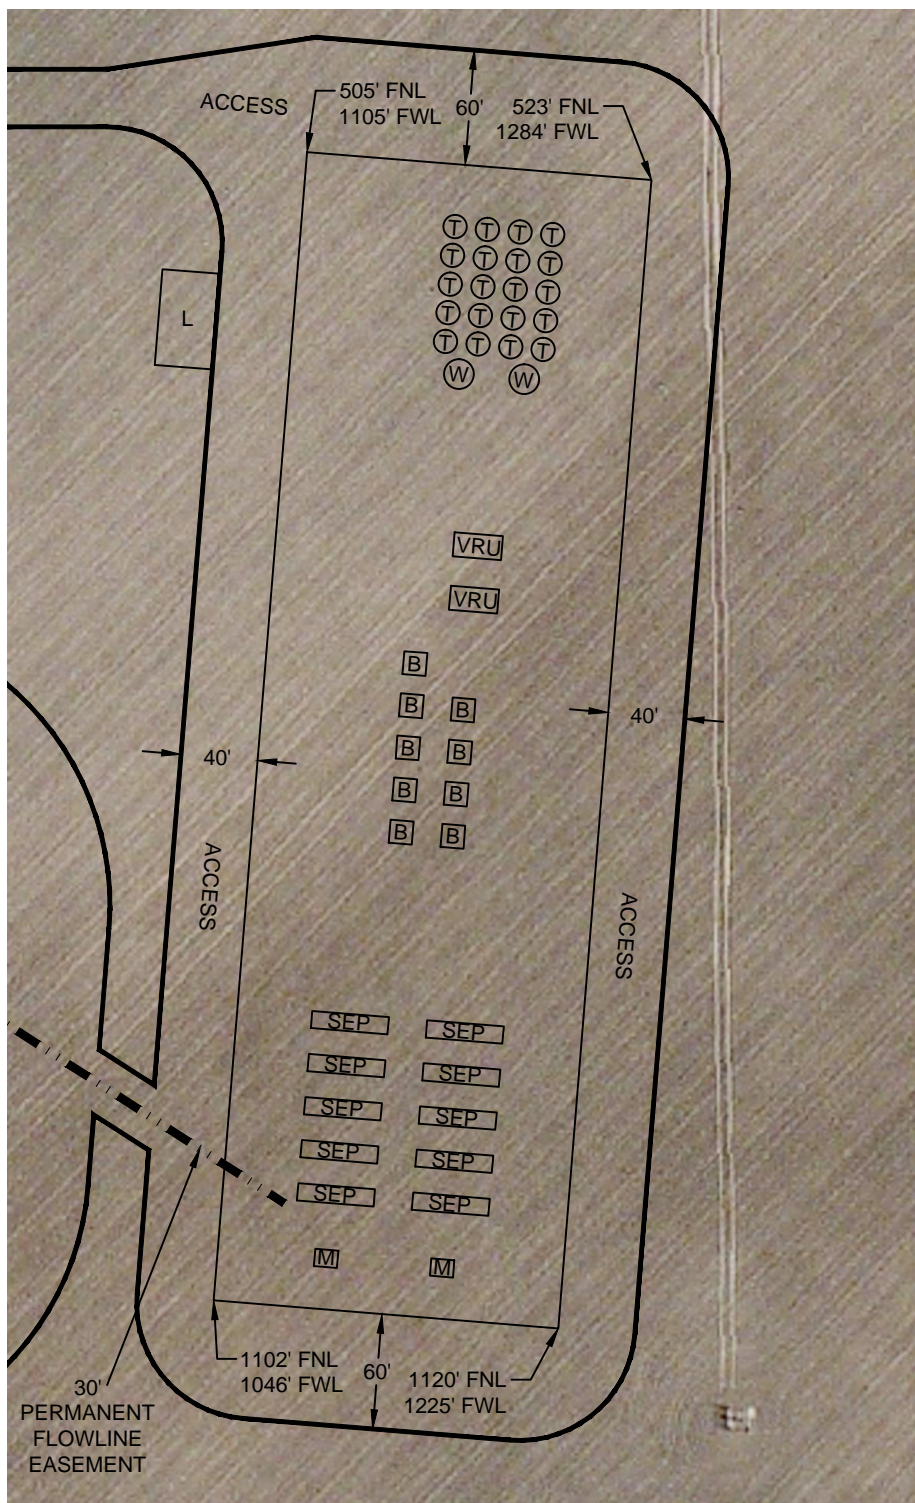 505' FNL
1105' FWL
60'
523' FNL
1284' FWL
ACCESS
T T T T
T T T T
T T T T
T T T T
T T T T
W W
L
VRU
VRU
B
B B
B B
B B
B B
40'
40'
ACCESS
ACCESS
SEP SEP
SEP SEP
SEP SEP
SEP SEP
SEP SEP
M M
1102' FNL
1046' FWL
60'
1120' FNL
1225' FWL
30'
PERMANENT
FLOWLINE
EASEMENT